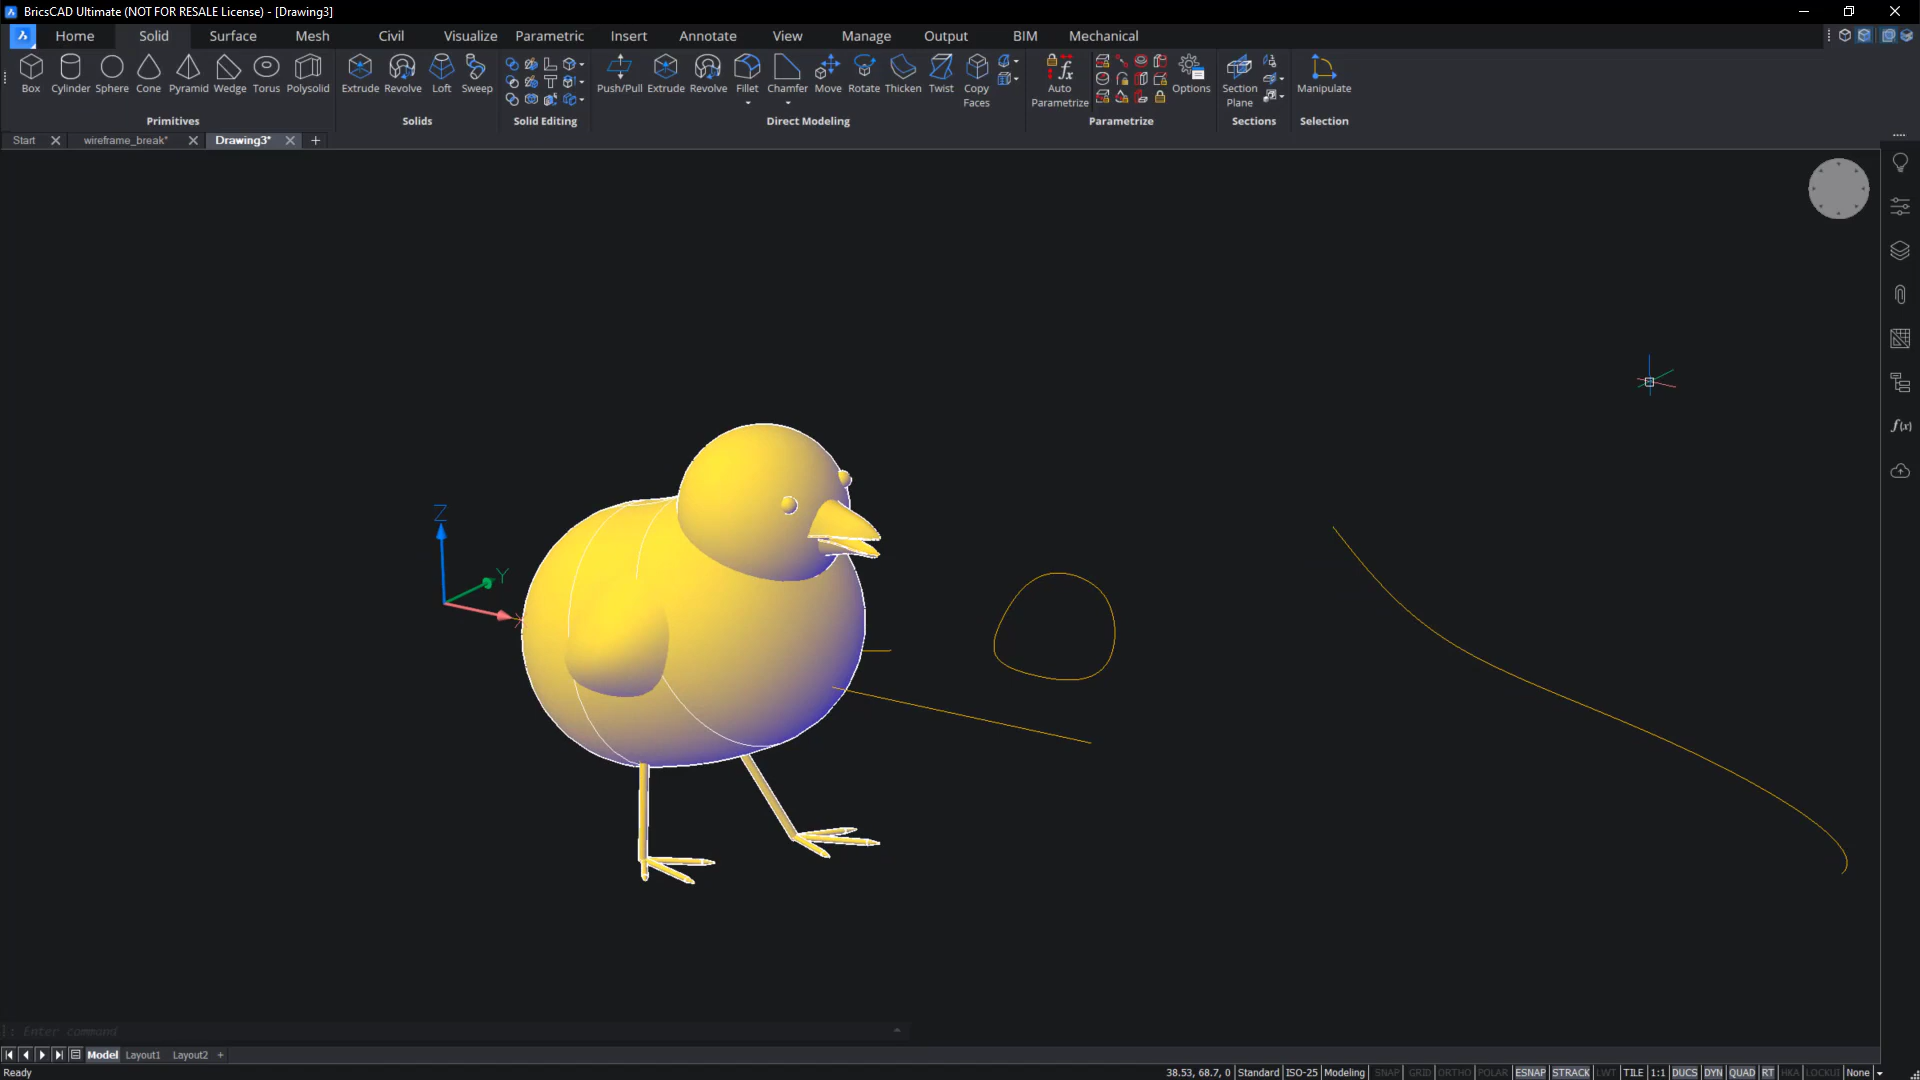 BricsCAD Ultimate (NOT FOR RESALE License) - [Drawing3]
Home Solid Surface Mesh Civil Visualize Parametric Insert Annotate View Manage Output BIM Mechanical
Box Cylinder Sphere Cone Pyramid Wedge Torus Polysolid Extrude Revolve Loft Sweep Push/Pull Extrude Revolve Fillet Chamfer Move Rotate Thicken Twist Copy Faces Auto Parametrize Options Section Plane Manipulate
Primitives Solids Solid Editing Direct Modeling Parametrize Sections Selection
Start wireframe_break* Drawing3* +
f(x)
Z
Y
X
: Enter command
Model Layout1 Layout2 +
Ready 38.53, 68.7, 0 Standard ISO-25 Modeling SNAP GRID ORTHO POLAR ESNAP STRACK LWT TILE 1:1 DUCS DYN QUAD RT HKA LOCKUI None